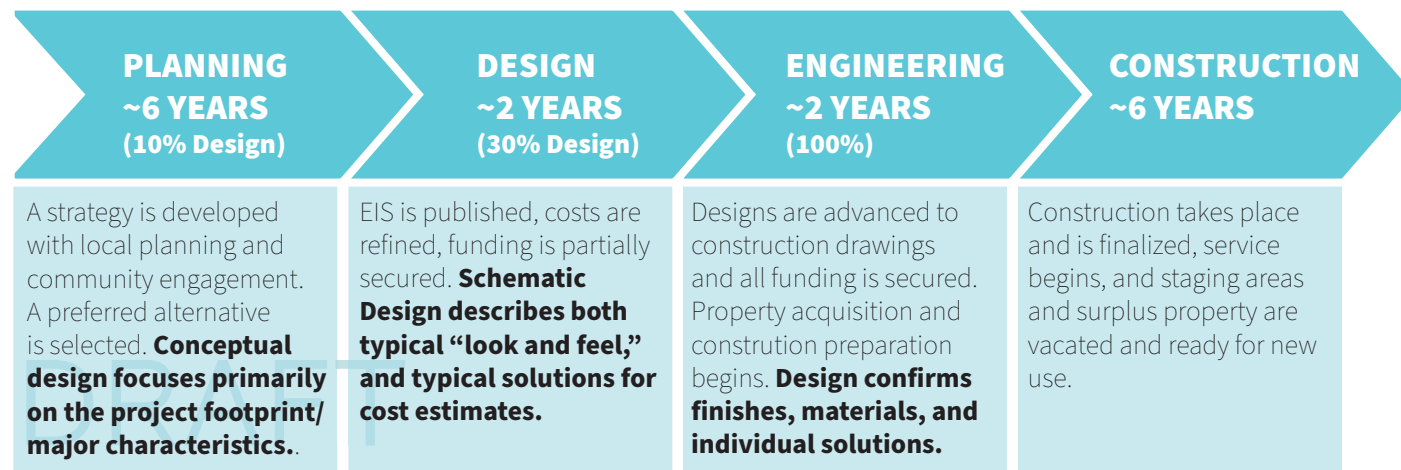 PLANNING
~6 YEARS
(10% Design)
A strategy is developed
with local planning and
community engagement.
A preferred alternative
is selected. Conceptual
design focuses primarily
on the project footprint/
major characteristics..
DESIGN
~2 YEARS
(30% Design)
EIS is published, costs are
refined, funding is partially
secured. Schematic
Design describes both
typical “look and feel,”
and typical solutions for
cost estimates.
ENGINEERING
~2 YEARS
(100%)
Designs are advanced to
construction drawings
and all funding is secured.
Property acquisition and
constrution preparation
begins. Design confirms
finishes, materials, and
individual solutions.
CONSTRUCTION
~6 YEARS
Construction takes place
and is finalized, service
begins, and staging areas
and surplus property are
vacated and ready for new
use.
DRAFT